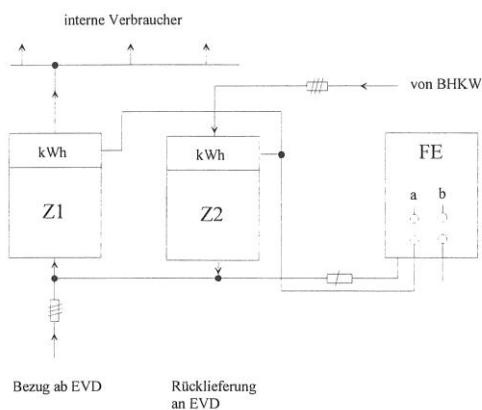 interne Verbraucher
von BHKW
kWh
kWh
FE
a b
Z1
Z2
Bezug ab EVD
Rücklieferung
an EVD